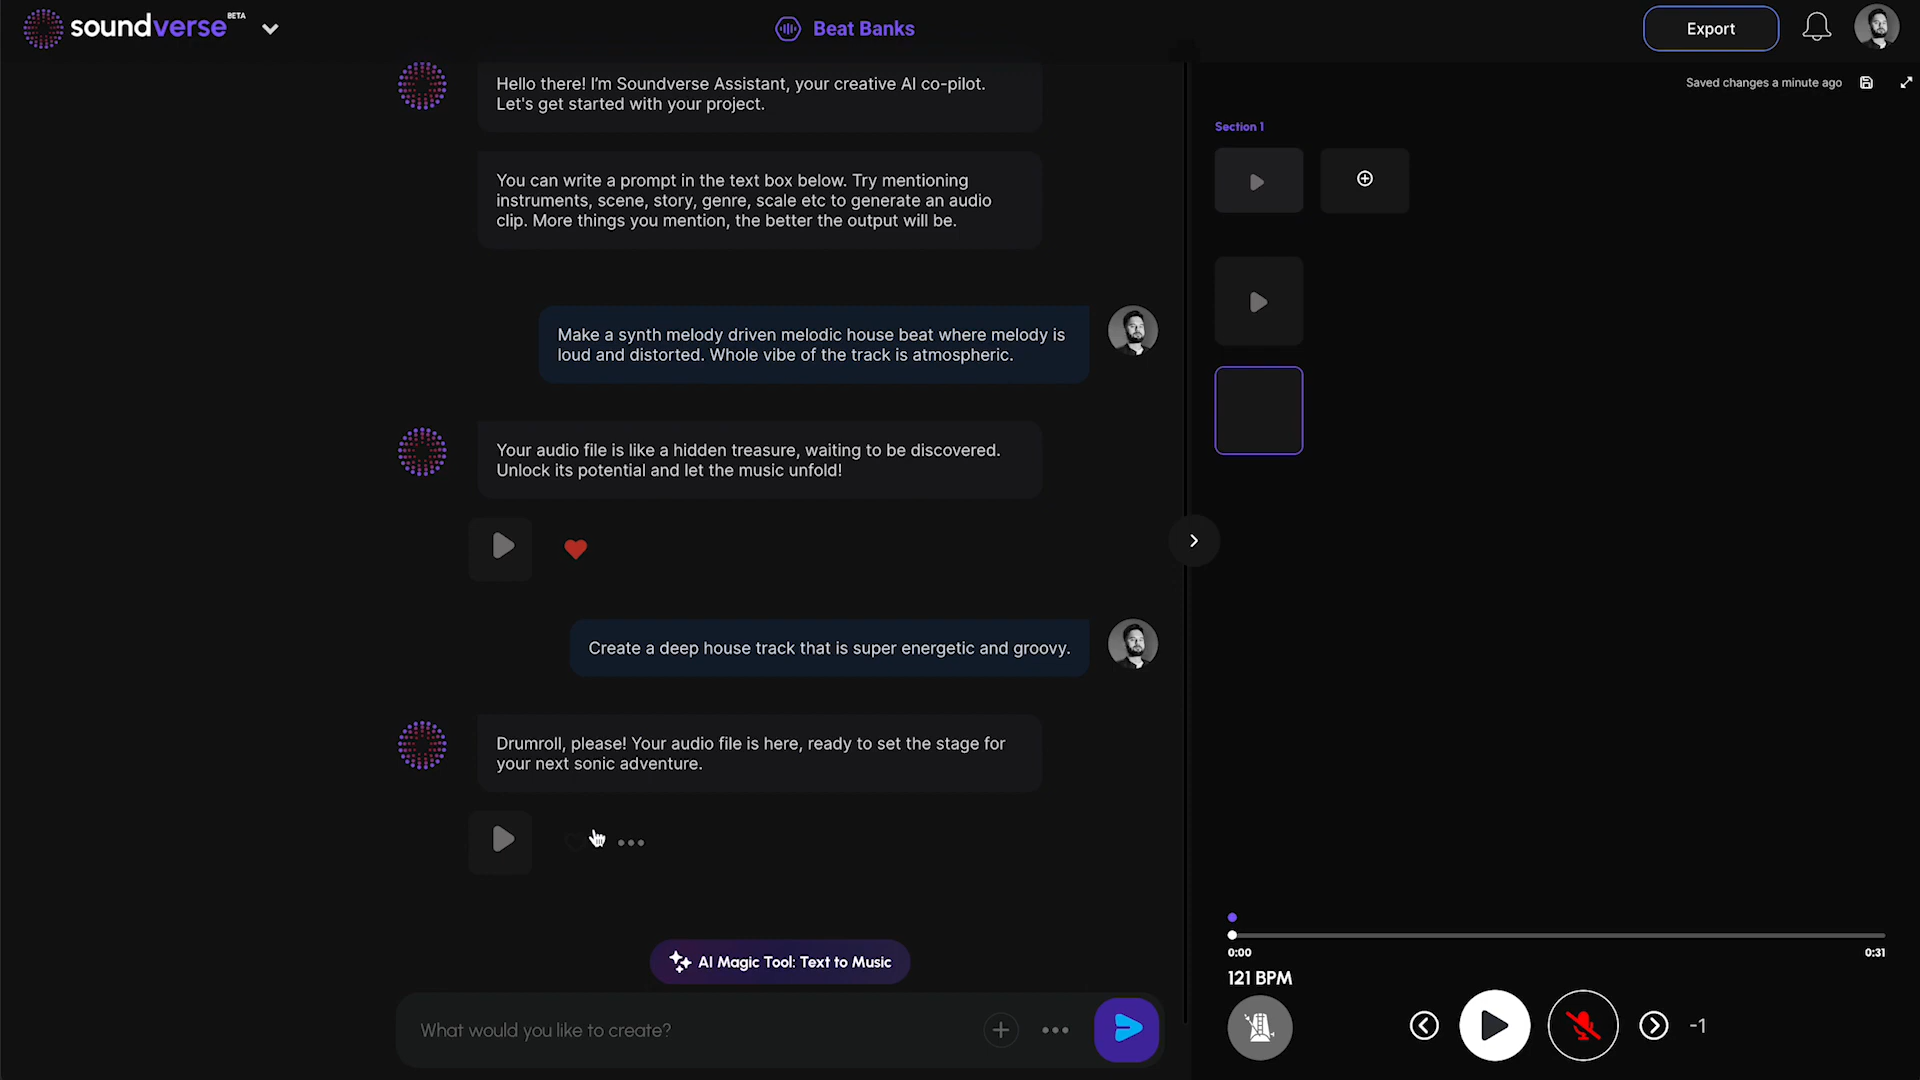 soundverse BETA
Beat Banks
Export
Saved changes a minute ago
Hello there! I’m Soundverse Assistant, your creative AI co-pilot.
Let's get started with your project.
You can write a prompt in the text box below. Try mentioning
instruments, scene, story, genre, scale etc to generate an audio
clip. More things you mention, the better the output will be.
Make a synth melody driven melodic house beat where melody is
loud and distorted. Whole vibe of the track is atmospheric.
Your audio file is like a hidden treasure, waiting to be discovered.
Unlock its potential and let the music unfold!
Create a deep house track that is super energetic and groovy.
Drumroll, please! Your audio file is here, ready to set the stage for
your next sonic adventure.
AI Magic Tool: Text to Music
What would you like to create?
Section 1
0:00
0:31
121 BPM
-1